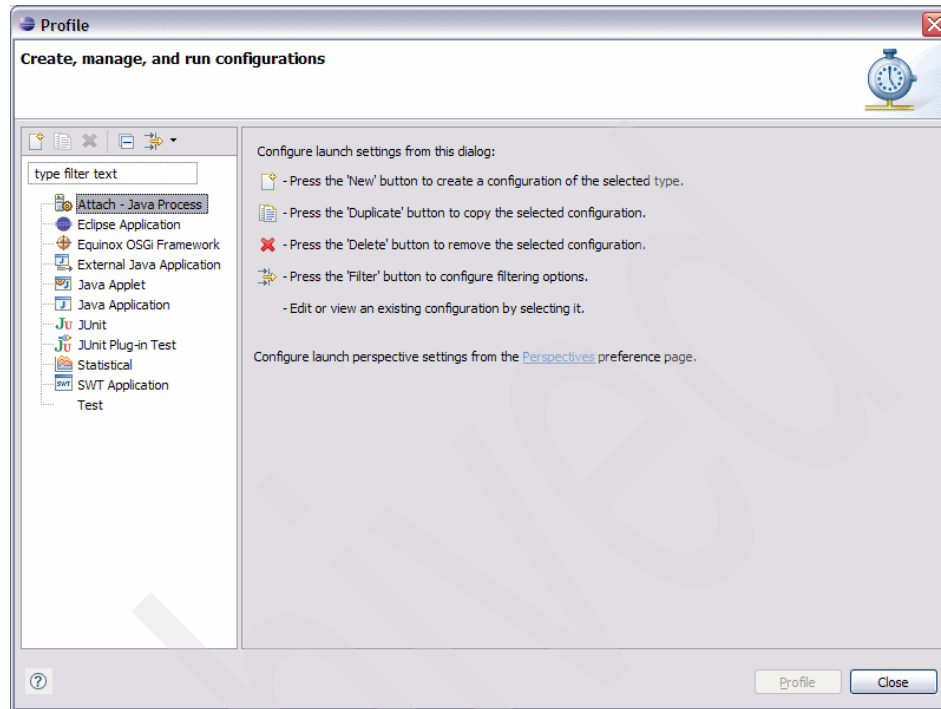 Profile
Create, manage, and run configurations
type filter text
Attach - Java Process
Eclipse Application
Equinox OSGi Framework
External Java Application
Java Applet
Java Application
JU JUnit
JU JUnit Plug-in Test
Statistical
SWT SWT Application
Test
Configure launch settings from this dialog:
- Press the 'New' button to create a configuration of the selected type.
- Press the 'Duplicate' button to copy the selected configuration.
- Press the 'Delete' button to remove the selected configuration.
- Press the 'Filter' button to configure filtering options.
- Edit or view an existing configuration by selecting it.
Configure launch perspective settings from the Perspectives preference page.
?
Profile
Close